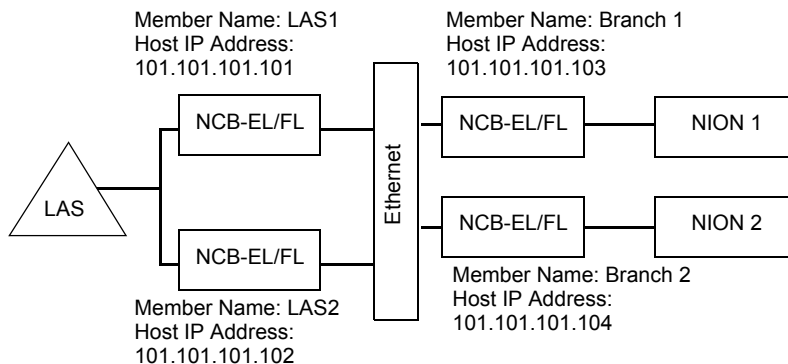 Member Name: LAS1
Host IP Address:
101.101.101.101
Member Name: Branch 1
Host IP Address:
101.101.101.103
NCB-EL/FL
Ethernet
NCB-EL/FL
NION 1
LAS
NCB-EL/FL
NCB-EL/FL
NION 2
Member Name: LAS2
Host IP Address:
101.101.101.102
Member Name: Branch 2
Host IP Address:
101.101.101.104